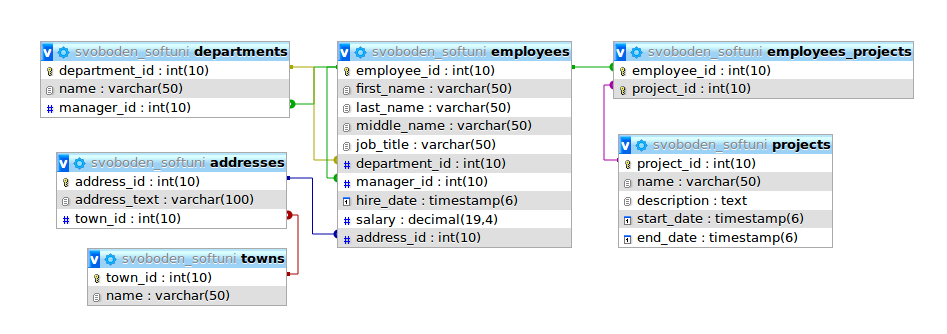 svoboden_softuni departments
department_id : int(10)
name : varchar(50)
manager_id : int(10)
svoboden_softuni addresses
address_id : int(10)
address_text : varchar(100)
town_id : int(10)
svoboden_softuni towns
town_id : int(10)
name : varchar(50)
svoboden_softuni employees
employee_id : int(10)
first_name : varchar(50)
last_name : varchar(50)
middle_name : varchar(50)
job_title : varchar(50)
department_id : int(10)
manager_id : int(10)
hire_date : timestamp(6)
salary : decimal(19,4)
address_id : int(10)
svoboden_softuni employees_projects
employee_id : int(10)
project_id : int(10)
svoboden_softuni projects
project_id : int(10)
name : varchar(50)
description : text
start_date : timestamp(6)
end_date : timestamp(6)